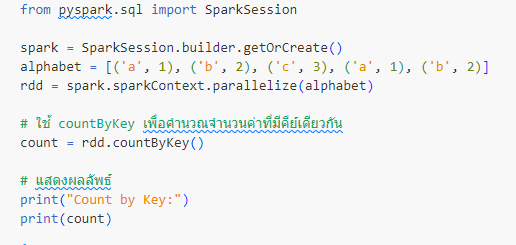 from pyspark.sql import SparkSession
spark = SparkSession.builder.getOrCreate()
alphabet = [('a', 1), ('b', 2), ('c', 3), ('a', 1), ('b', 2)]
rdd = spark.sparkContext.parallelize(alphabet)
# ใช้ countByKey เพื่อคำนวณจำนวนค่าที่มีคีย์เดียวกัน
count = rdd.countByKey()
# แสดงผลลัพธ์
print("Count by Key:")
print(count)